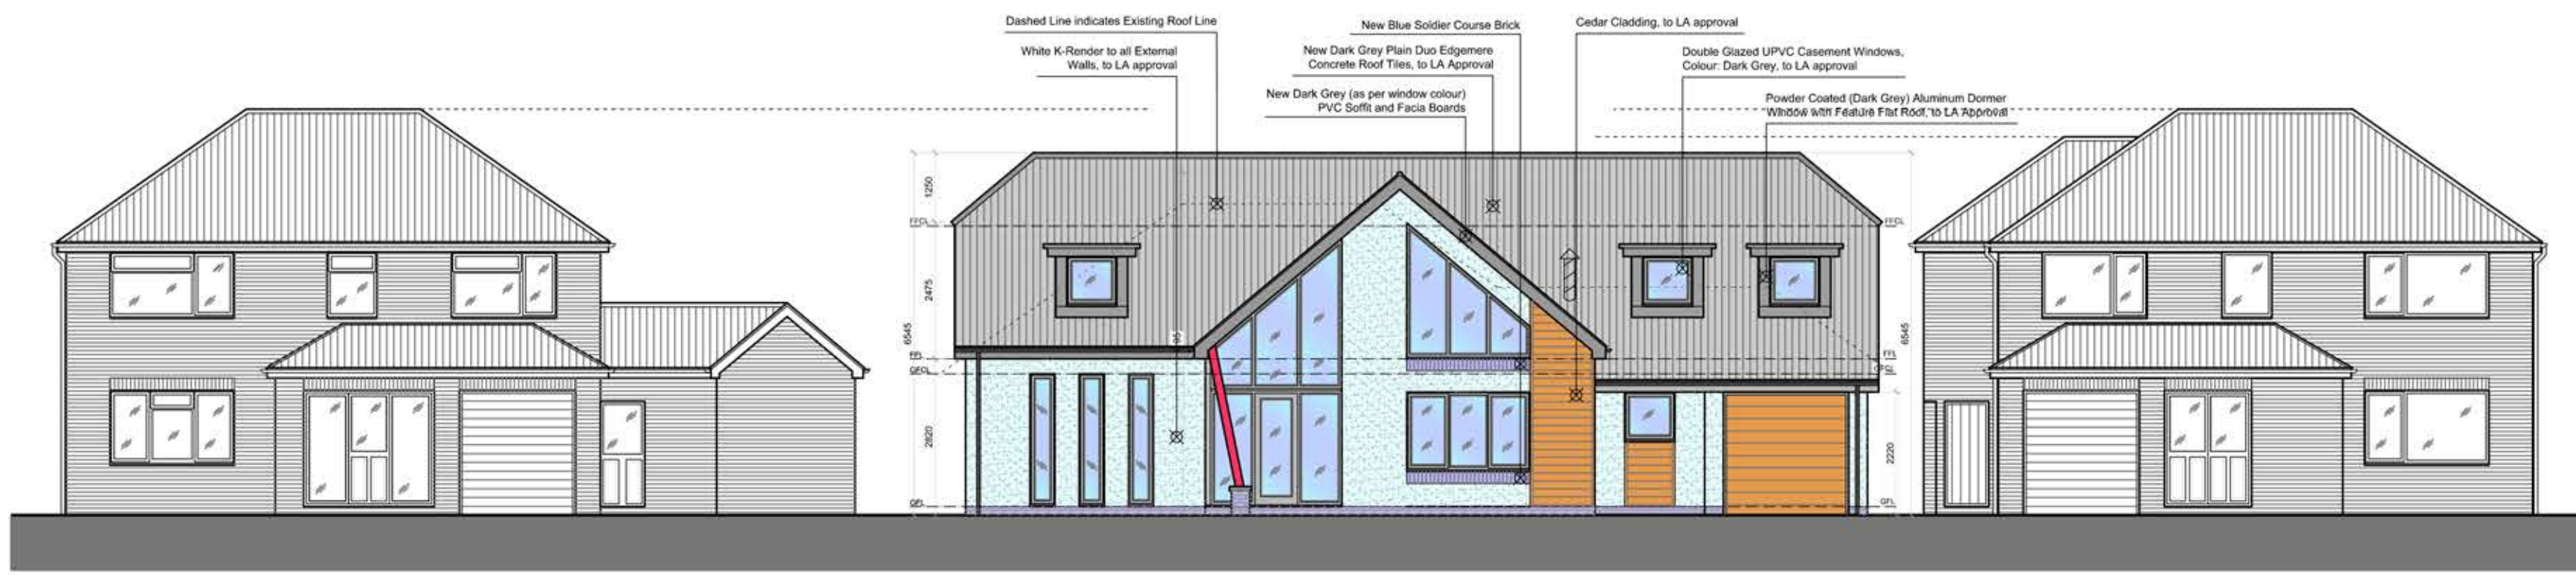 Dashed Line indicates Existing Roof Line
White K-Render to all External
Walls, to LA approval
New Blue Soldier Course Brick
New Dark Grey Plain Duo Edgemere
Concrete Roof Tiles, to LA Approval
New Dark Grey (as per window colour)
PVC Soffit and Facia Boards
Cedar Cladding, to LA approval
Double Glazed UPVC Casement Windows,
Colour: Dark Grey, to LA approval
Powder Coated (Dark Grey) Aluminum Dormer
Window with Feature Flat Roof, to LA Approval
1250
FFCL
2475
6545
FFL
GFCL
2820
GFL
FFCL
6545
FFL
2220
GFL